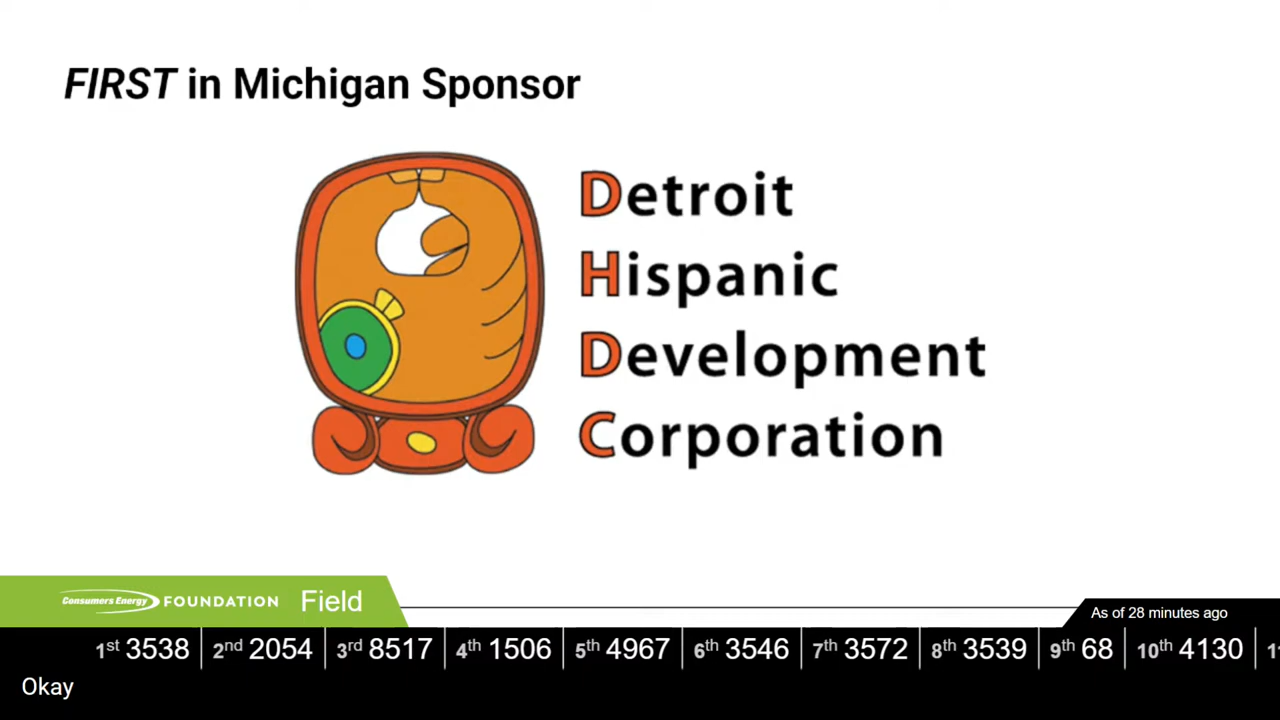 FIRST in Michigan Sponsor
Detroit
Hispanic
Development
Corporation
Consumers Energy FOUNDATION Field
As of 28 minutes ago
1st 3538 2nd 2054 3rd 8517 4th 1506 5th 4967 6th 3546 7th 3572 8th 3539 9th 68 10th 4130
Okay